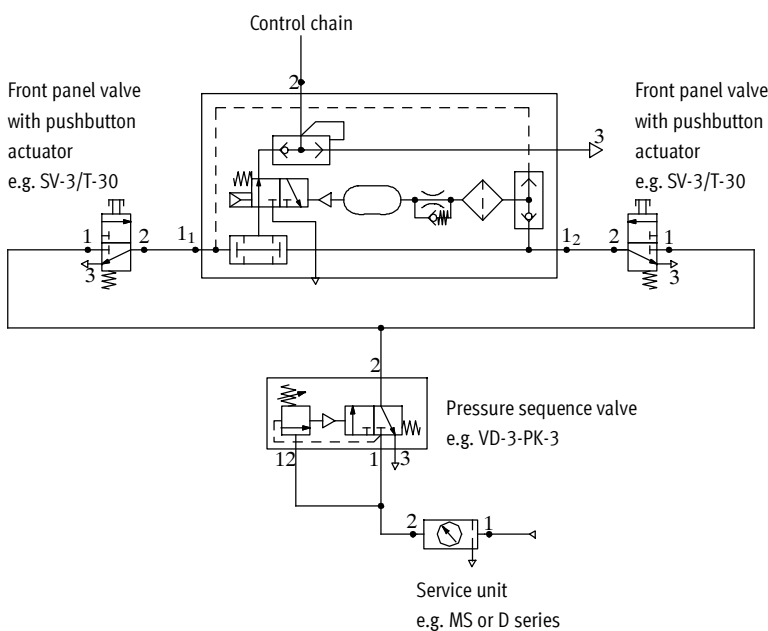 Control chain
2
Front panel valve
with pushbutton
actuator
e.g. SV-3/T-30
Front panel valve
with pushbutton
actuator
e.g. SV-3/T-30
3
1
2
3
1₁
1₂
2
1
3
2
Pressure sequence valve
e.g. VD-3-PK-3
12
1
3
2
1
Service unit
e.g. MS or D series